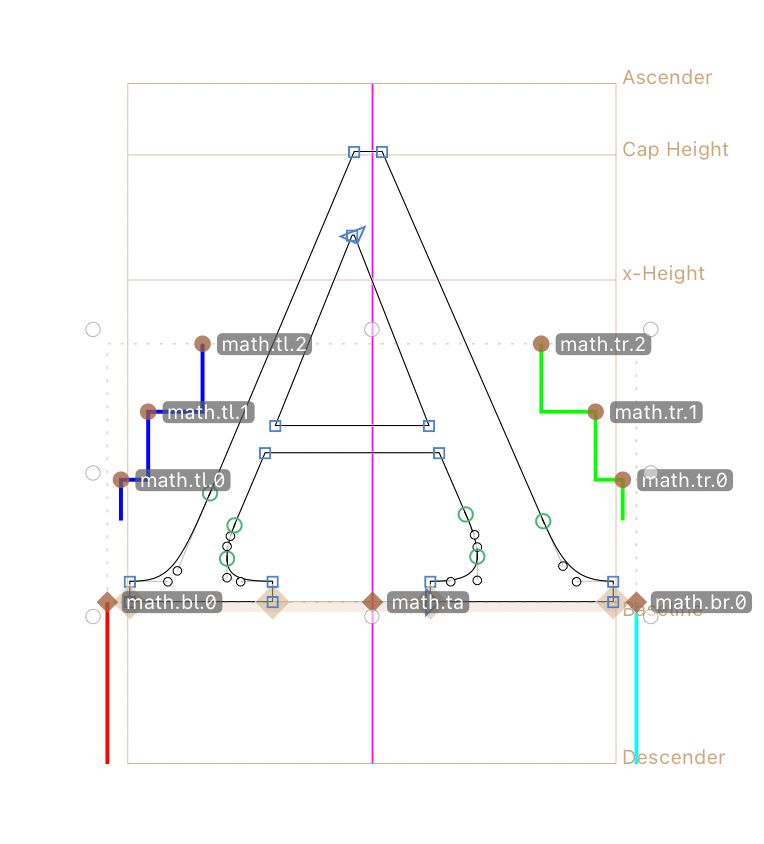 Ascender
Cap Height
x-Height
math.tl.2
math.tr.2
math.tl.1
math.tr.1
math.tl.0
math.tr.0
math.bl.0
math.ta
math.br.0
Baseline
Descender